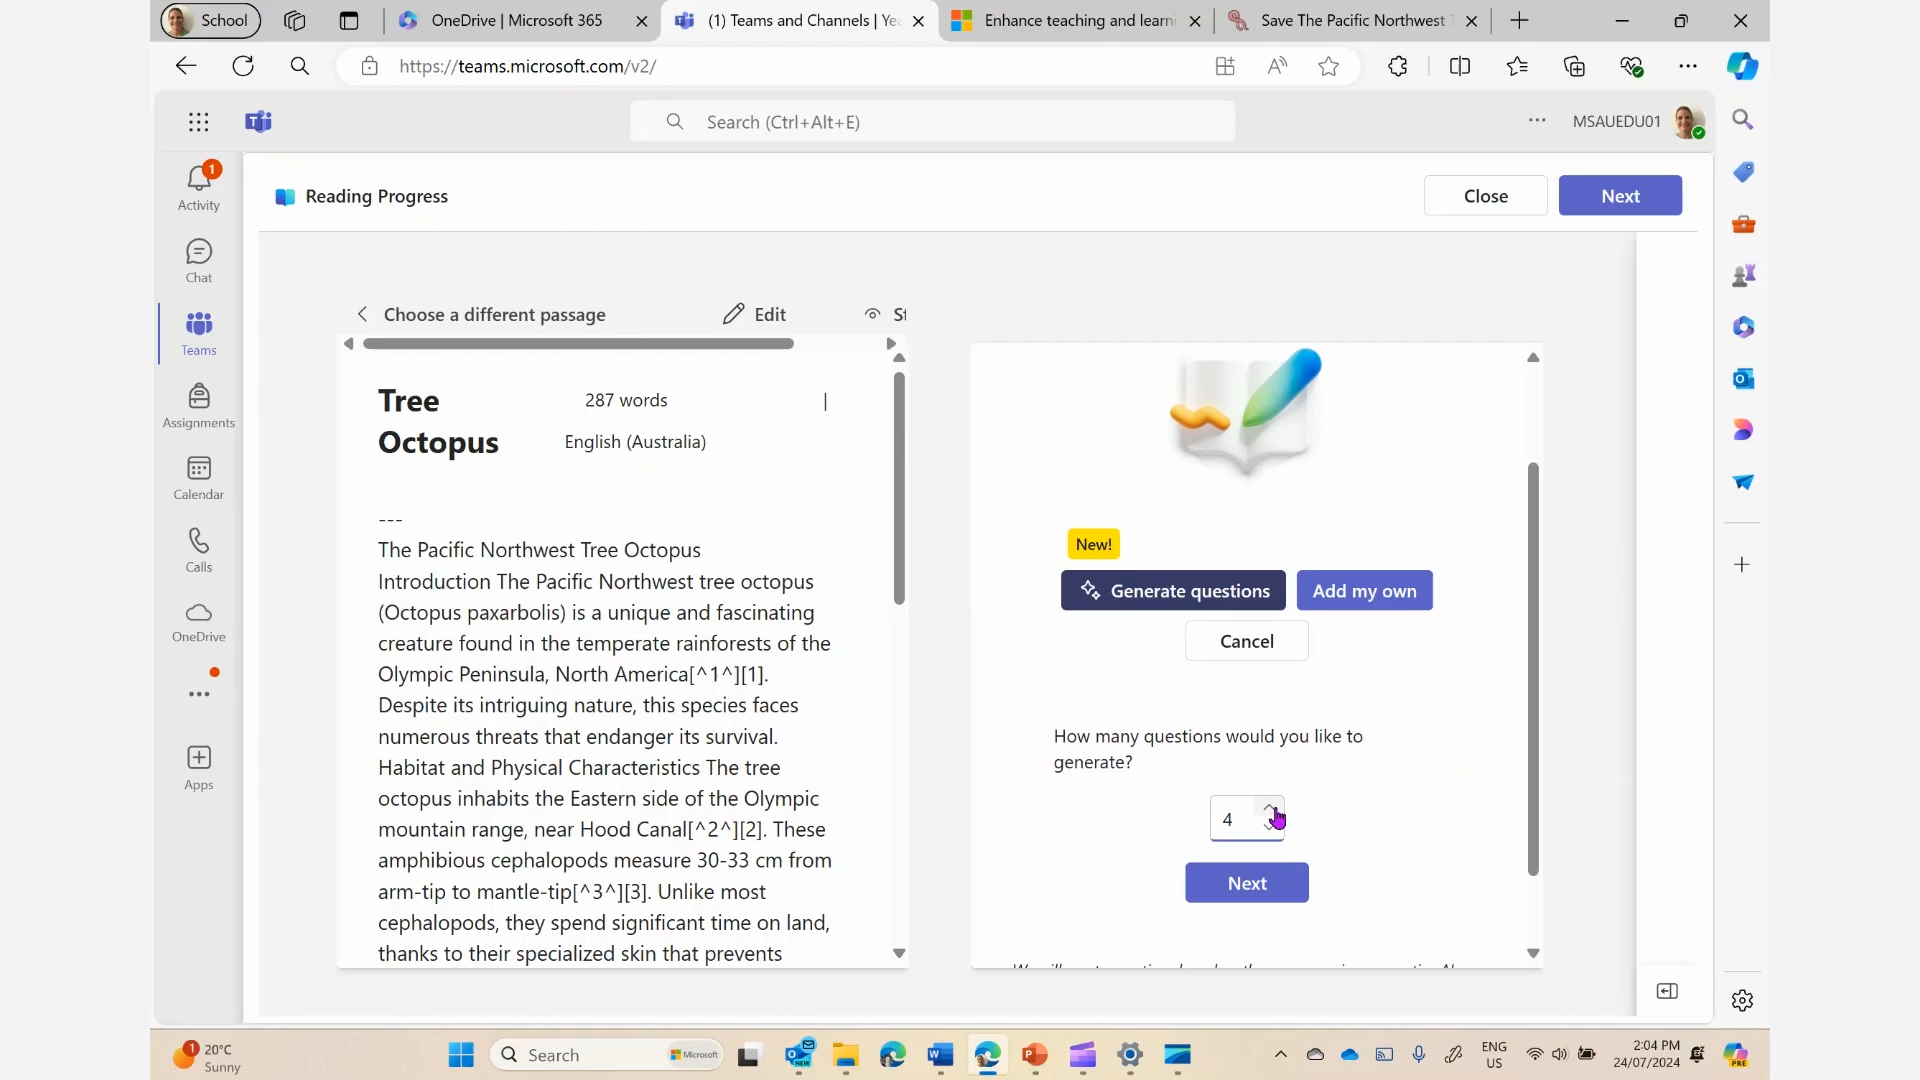 School
OneDrive | Microsoft 365
(1) Teams and Channels | Ye
Enhance teaching and learni
Save The Pacific Northwest
https://teams.microsoft.com/v2/
Search (Ctrl+Alt+E)
MSAUEDU01
1
Activity
Chat
Teams
Assignments
Calendar
Calls
OneDrive
Apps
Reading Progress
Close
Next
Choose a different passage
Edit
St
Tree
Octopus
287 words
|
English (Australia)
---
The Pacific Northwest Tree Octopus
Introduction The Pacific Northwest tree octopus
(Octopus paxarbolis) is a unique and fascinating
creature found in the temperate rainforests of the
Olympic Peninsula, North America[^1^][1].
Despite its intriguing nature, this species faces
numerous threats that endanger its survival.
Habitat and Physical Characteristics The tree
octopus inhabits the Eastern side of the Olympic
mountain range, near Hood Canal[^2^][2]. These
amphibious cephalopods measure 30-33 cm from
arm-tip to mantle-tip[^3^][3]. Unlike most
cephalopods, they spend significant time on land,
thanks to their specialized skin that prevents
New!
Generate questions
Add my own
Cancel
How many questions would you like to
generate?
4
Next
1
20°C
Sunny
Search
Microsoft
NEW
ENG
US
2:04 PM
24/07/2024
PRE